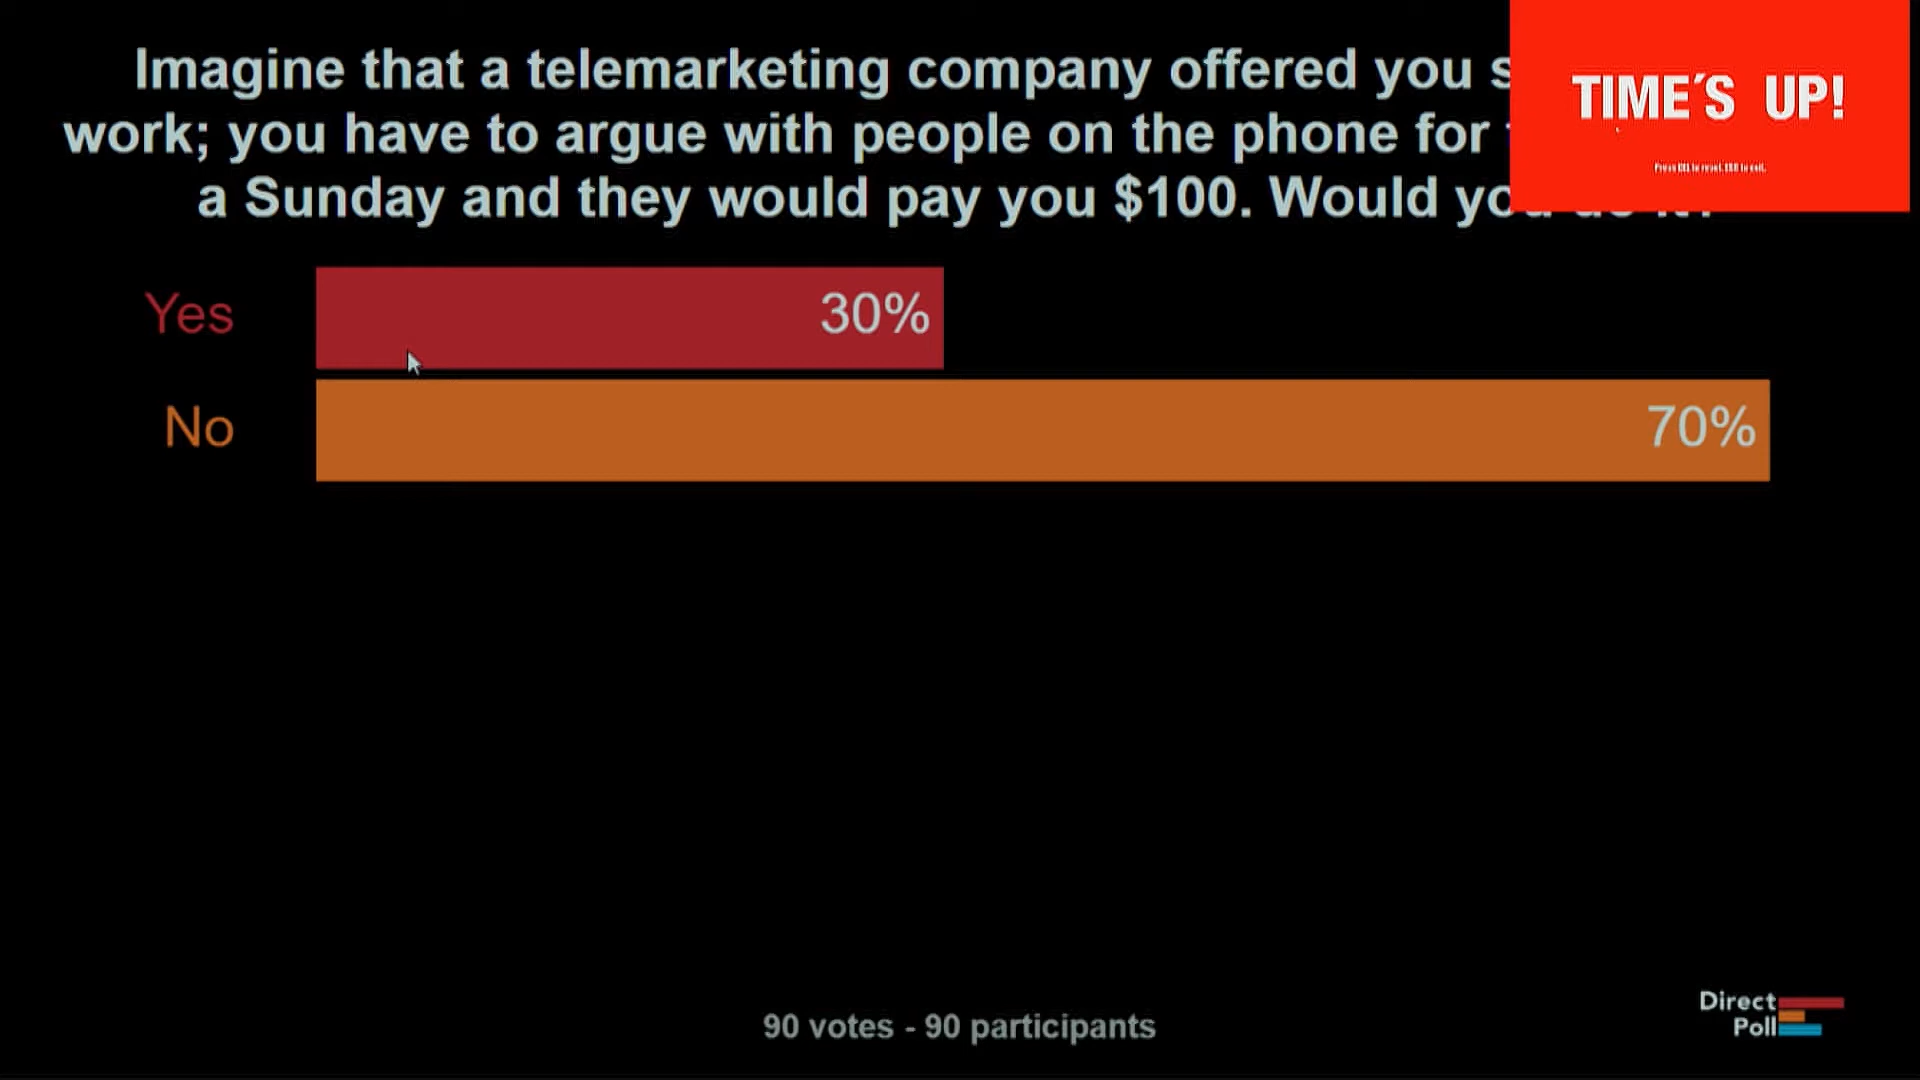 Imagine that a telemarketing company offered you
work; you have to argue with people on the phone for
a Sunday and they would pay you $100. Would you
TIME´S UP!
Yes
30%
No
70%
90 votes - 90 participants
Direct
Poll